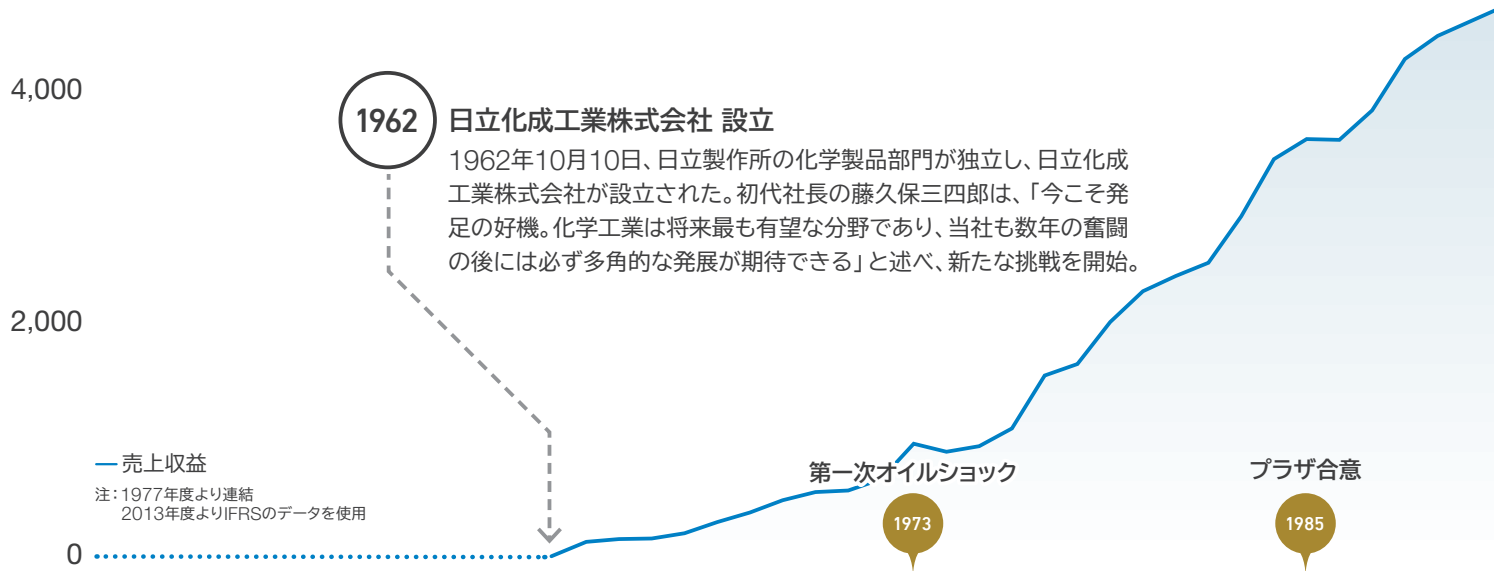 4,000
1962
日立化成工業株式会社 設立
1962年10月10日、日立製作所の化学製品部門が独立し、日立化成
工業株式会社が設立された。初代社長の藤久保三四郎は、「今こそ発
足の好機。化学工業は将来最も有望な分野であり、当社も数年の奮闘
の後には必ず多角的な発展が期待できる」と述べ、新たな挑戦を開始。
2,000
売上収益
注：1977年度より連結
2013年度よりIFRSのデータを使用
第一次オイルショック
1973
プラザ合意
1985
0